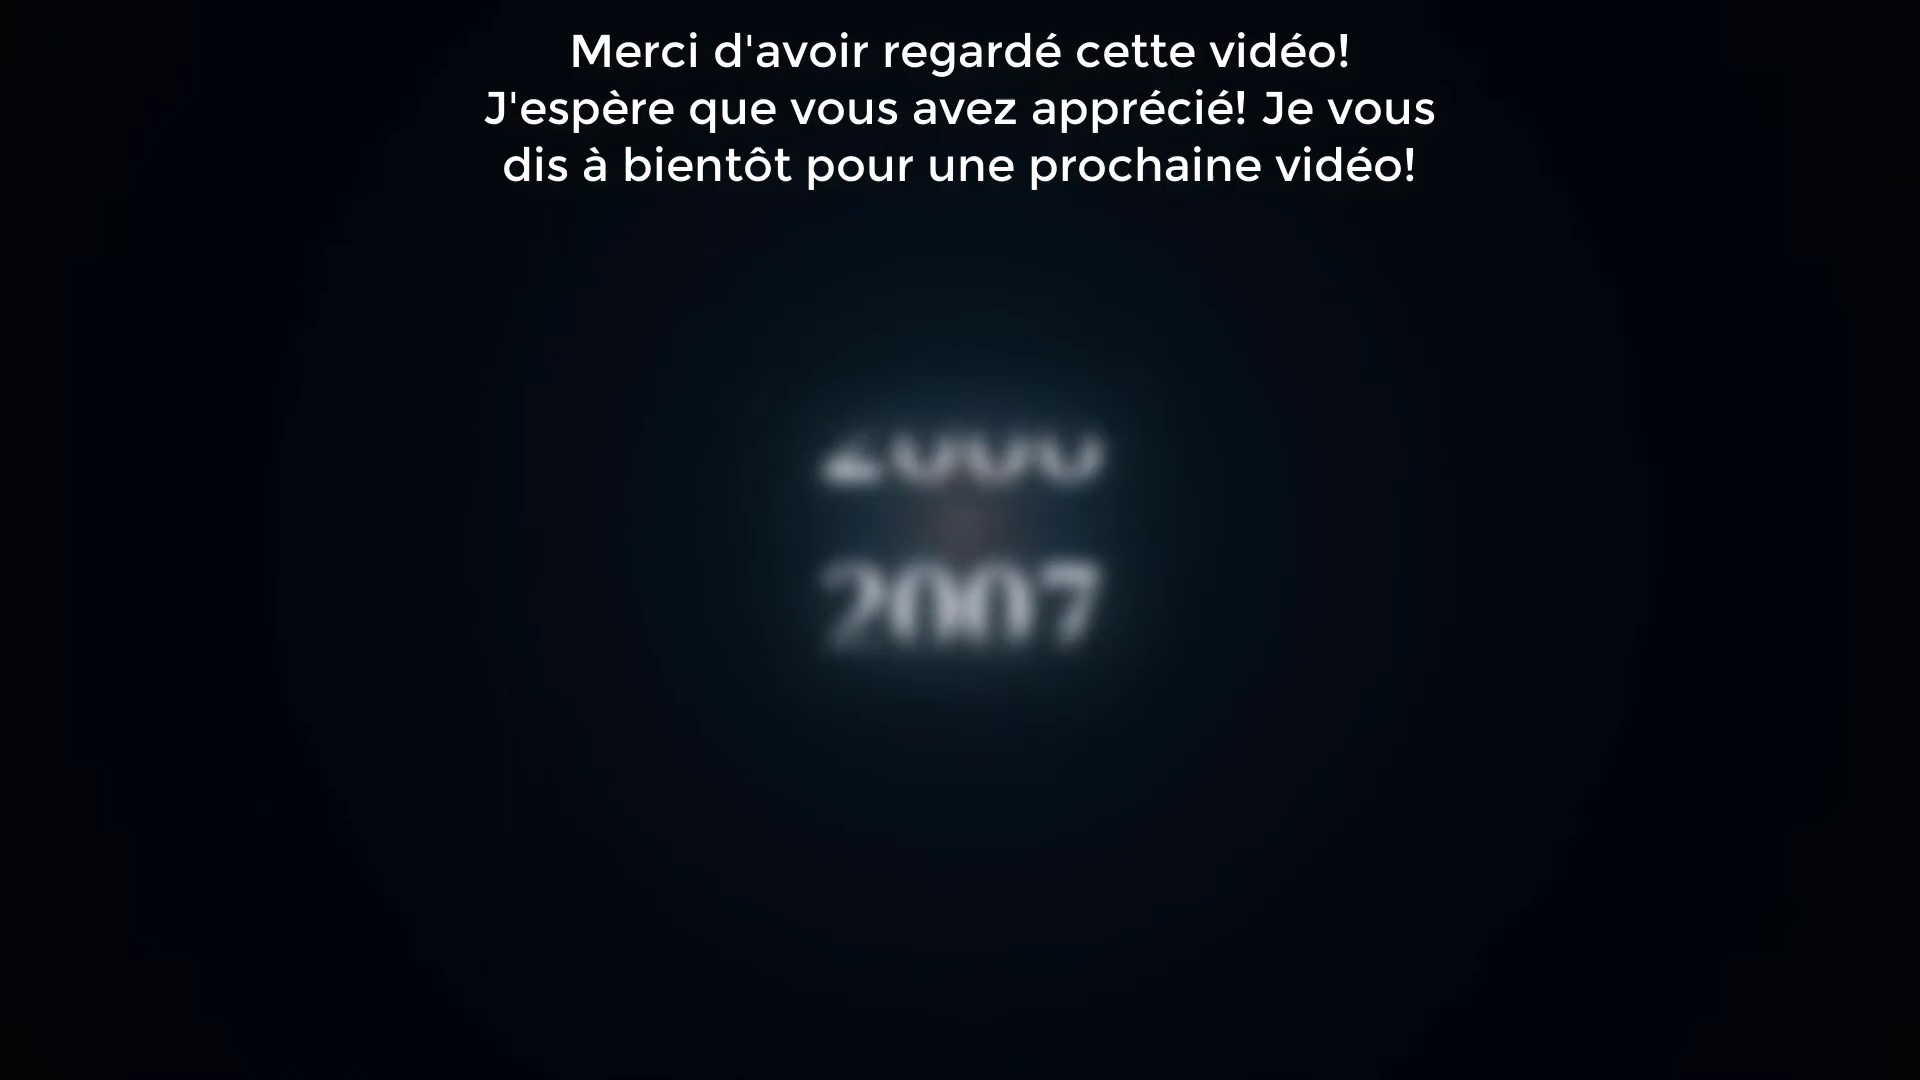 Merci d'avoir regardé cette vidéo!
J'espère que vous avez apprécié! Je vous
dis à bientôt pour une prochaine vidéo!
2007